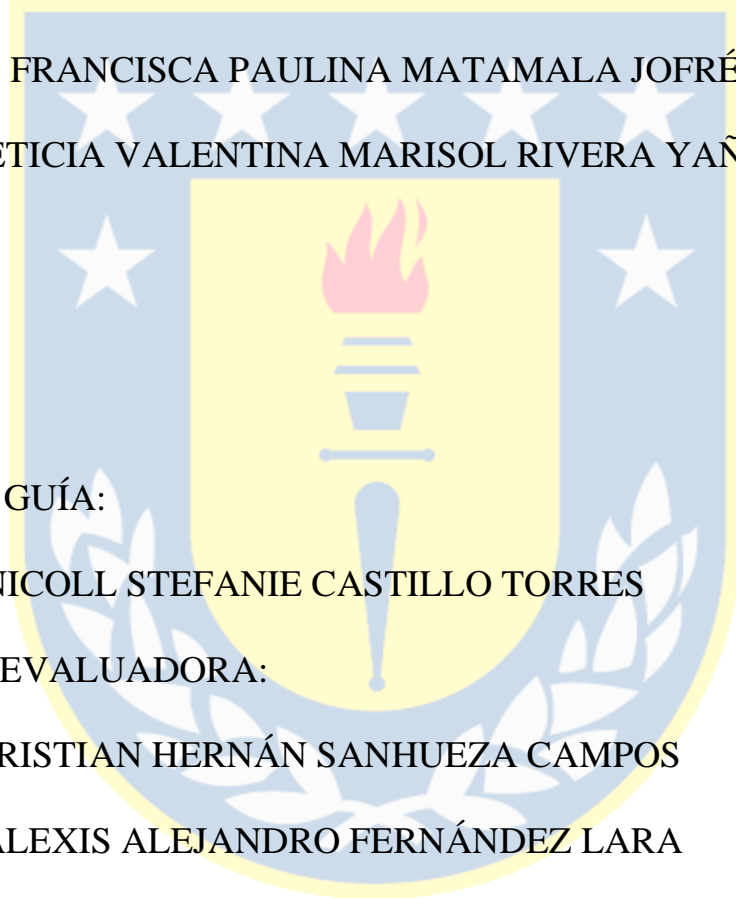 FRANCISCA PAULINA MATAMALA JOFRÉ
ETICIA VALENTINA MARISOL RIVERA YAÑ
GUÍA:
NICOLL STEFANIE CASTILLO TORRES
EVALUADORA:
RISTIAN HERNÁN SANHUEZA CAMPOS
ALEXIS ALEJANDRO FERNÁNDEZ LARA